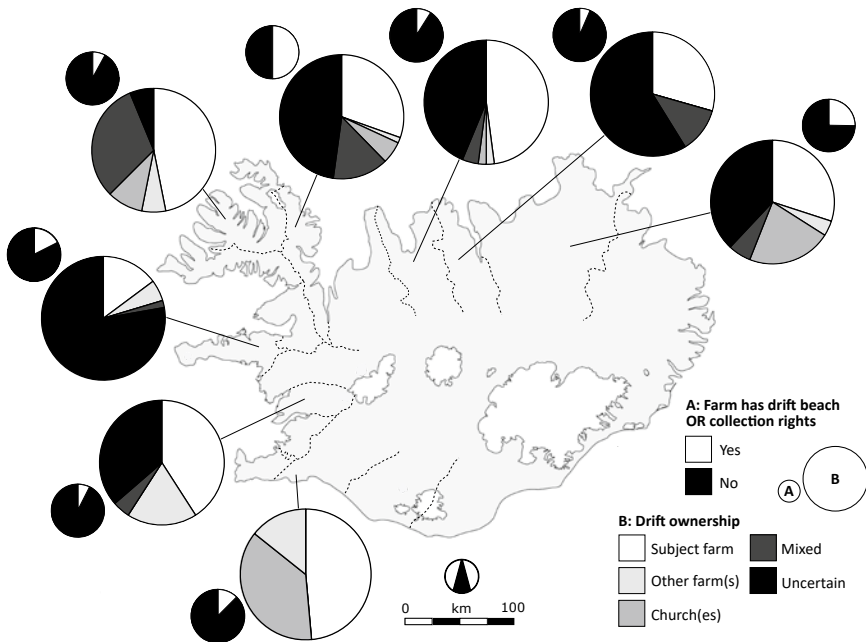 A: Farm has drift beach
OR collection rights
Yes
No
A
B
B: Drift ownership
Subject farm
Mixed
Other farm(s)
Uncertain
Church(es)
0 km 100